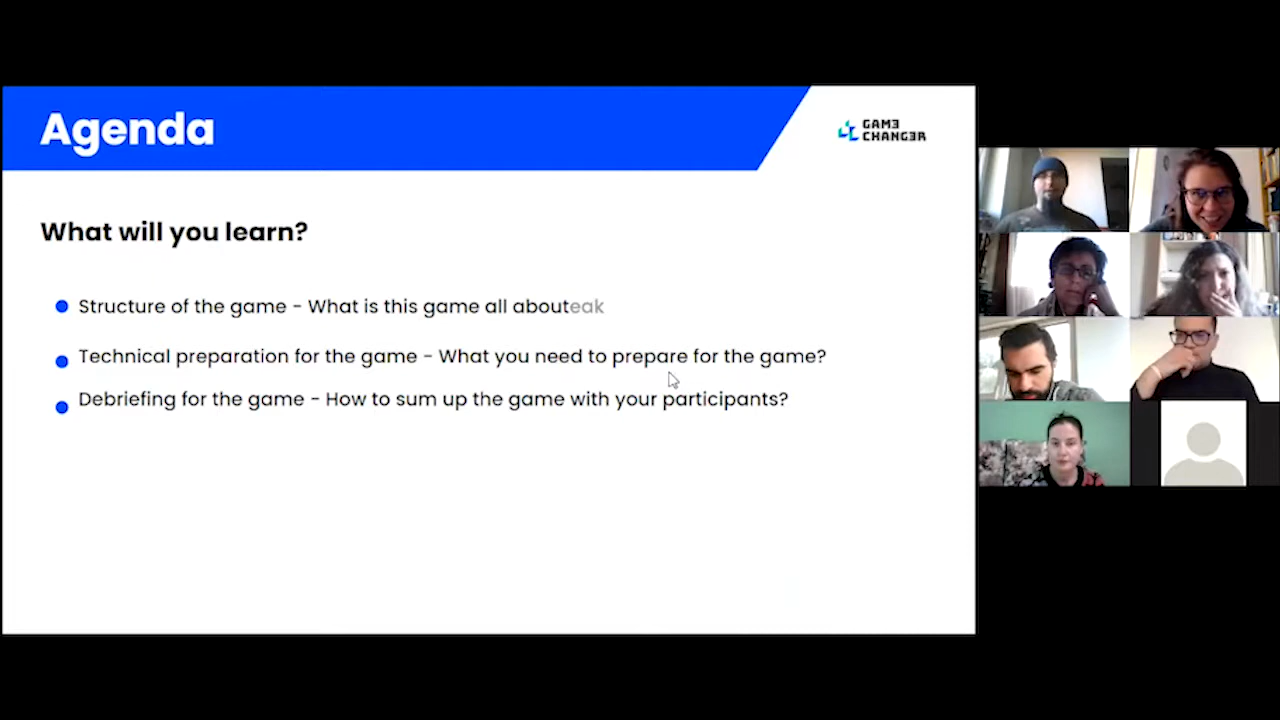 Agenda
GAM3
CHANG3R
What will you learn?
Structure of the game - What is this game all abouteak
Technical preparation for the game - What you need to prepare for the game?
Debriefing for the game - How to sum up the game with your participants?